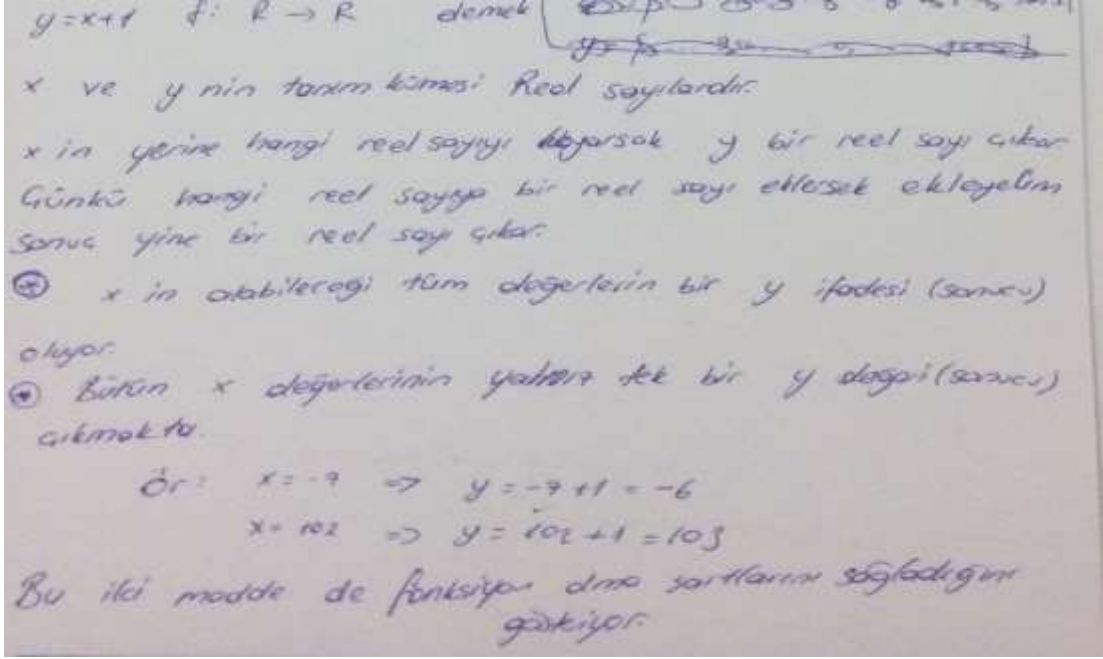 y=x+1 f: R → R demek
x ve y nin tanım kümesi Reel sayılardır.
x in yerine hangi reel sayıyı koyarsak y bir reel sayı çıkar
Günkü hangi reel sayıya bir reel sayı eklersek ekleyelim
sonuç yine bir reel sayı çıkar.
* x in alabileceği tüm değerlerin bir y ifadesi (sonucu)
oluyor.
* Bütün x değerlerinin yalnız tek bir y değeri (sonucu)
çıkmakta.
Ör: x = -7 => y = -7 +1 = -6
x = 102 => y = 102 +1 = 103
Bu iki madde de fonksiyon olma şartlarını sağladığını
gösteriyor.